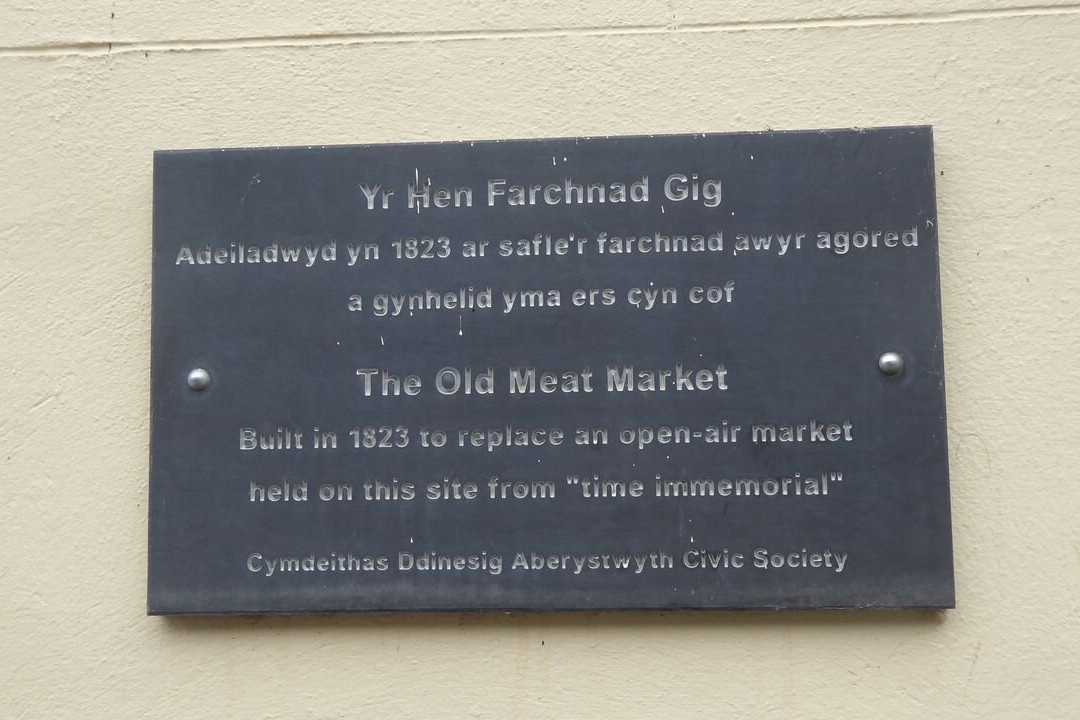 Yr Hen Farchnad Gig
Adeiladwyd yn 1823 ar safle'r farchnad awyr agored
a gynhelid yma ers cyn cof
The Old Meat Market
Built in 1823 to replace an open-air market
held on this site from "time immemorial"
Cymdeithas Ddinesig Aberystwyth Civic Society